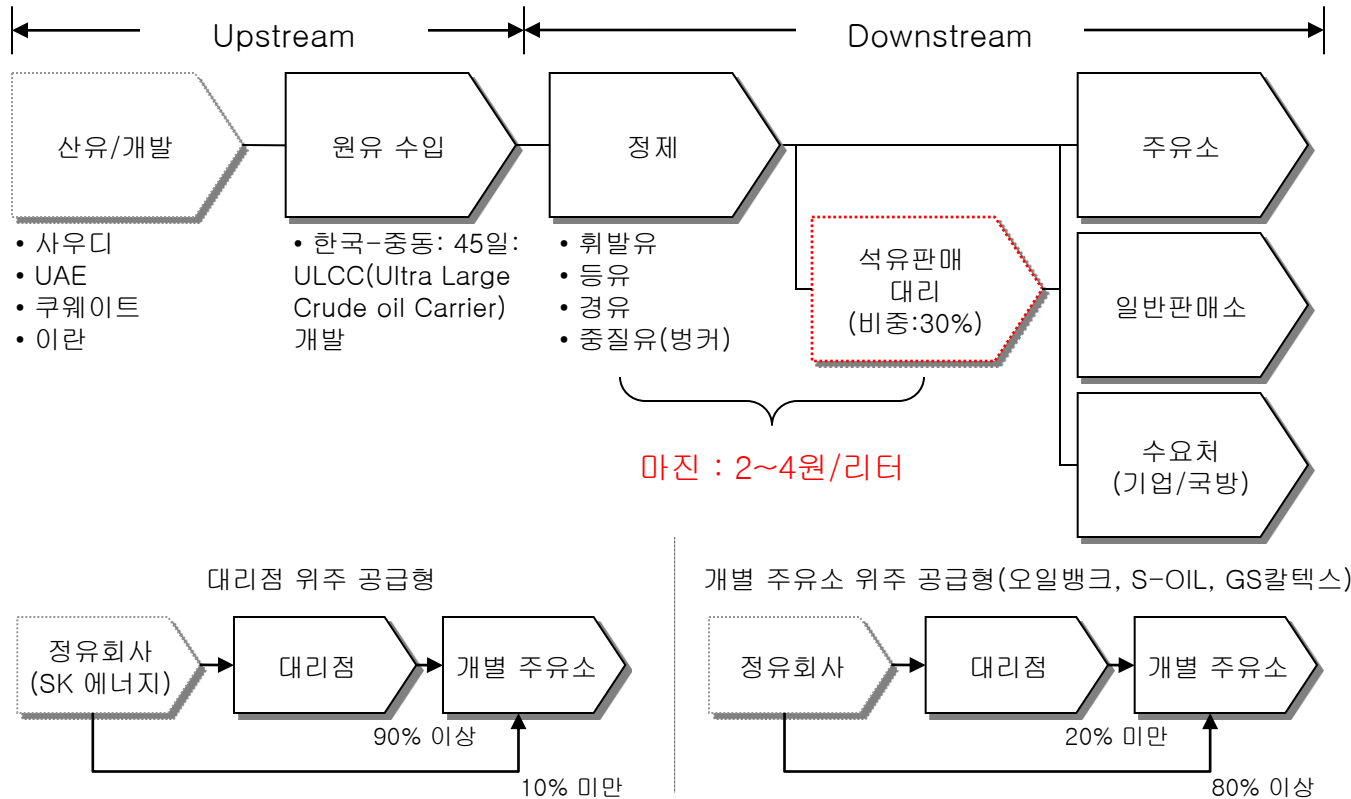 Upstream
Downstream
산유/개발
원유 수입
정제
주유소
• 사우디
• UAE
• 쿠웨이트
• 이란
• 한국-중동: 45일:
ULCC(Ultra Large
Crude oil Carrier)
개발
• 휘발유
• 등유
• 경유
• 중질유(벙커)
석유판매
대리
(비중:30%)
일반판매소
수요처
(기업/국방)
마진 : 2~4원/리터
대리점 위주 공급형
정유회사
(SK 에너지)
대리점
개별 주유소
90% 이상
10% 미만
개별 주유소 위주 공급형(오일뱅크, S-OIL, GS칼텍스)
정유회사
대리점
개별 주유소
20% 미만
80% 이상